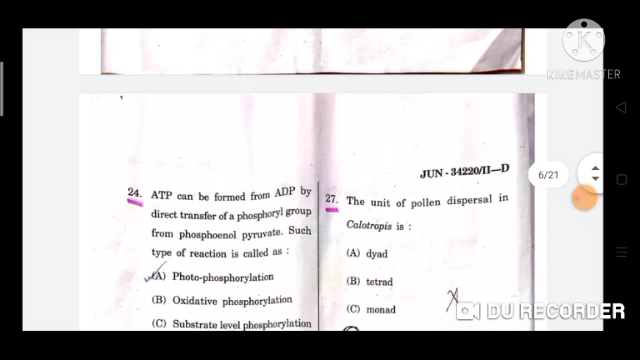 KINEMASTER
JUN - 34220/II—D
6/21
24. ATP can be formed from ADP by
direct transfer of a phosphoryl group
from phosphoenol pyruvate. Such
type of reaction is called as :
(A) Photo-phosphorylation
(B) Oxidative phosphorylation
(C) Substrate level phosphorylation
27. The unit of pollen dispersal in
Calotropis is :
(A) dyad
(B) tetrad
(C) monad
DU RECORDER